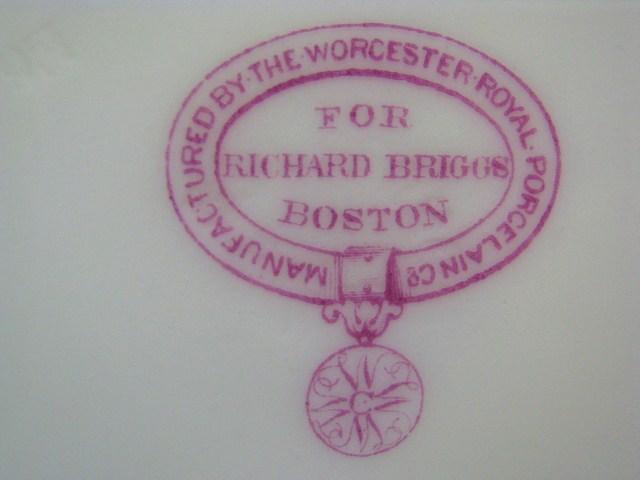 MANUFACTURED BY · THE · WORCESTER · ROYAL · PORCELAIN Co
FOR
RICHARD BRIGGS
BOSTON